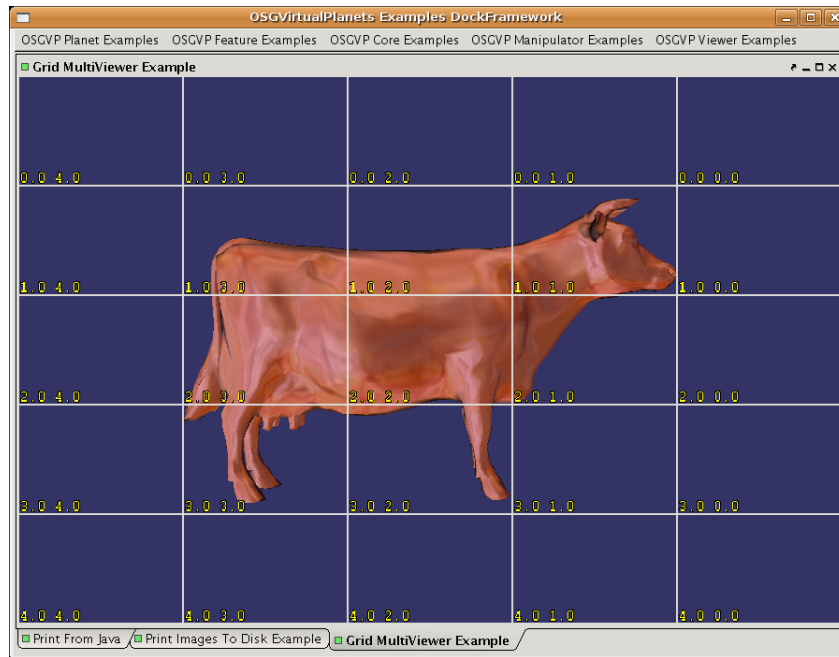 OSGVirtualPlanets Examples DockFramework
OSGVP Planet Examples OSGVP Feature Examples OSGVP Core Examples OSGVP Manipulator Examples OSGVP Viewer Examples
Grid MultiViewer Example
0.0 4.0 0.0 3.0 0.0 2.0 0.0 1.0 0.0 0.0
1.0 4.0 1.0 3.0 1.0 2.0 1.0 1.0 1.0 0.0
2.0 4.0 2.0 3.0 2.0 2.0 2.0 1.0 2.0 0.0
3.0 4.0 3.0 3.0 3.0 2.0 3.0 1.0 3.0 0.0
4.0 4.0 4.0 3.0 4.0 2.0 4.0 1.0 4.0 0.0
Print From Java Print Images To Disk Example Grid MultiViewer Example